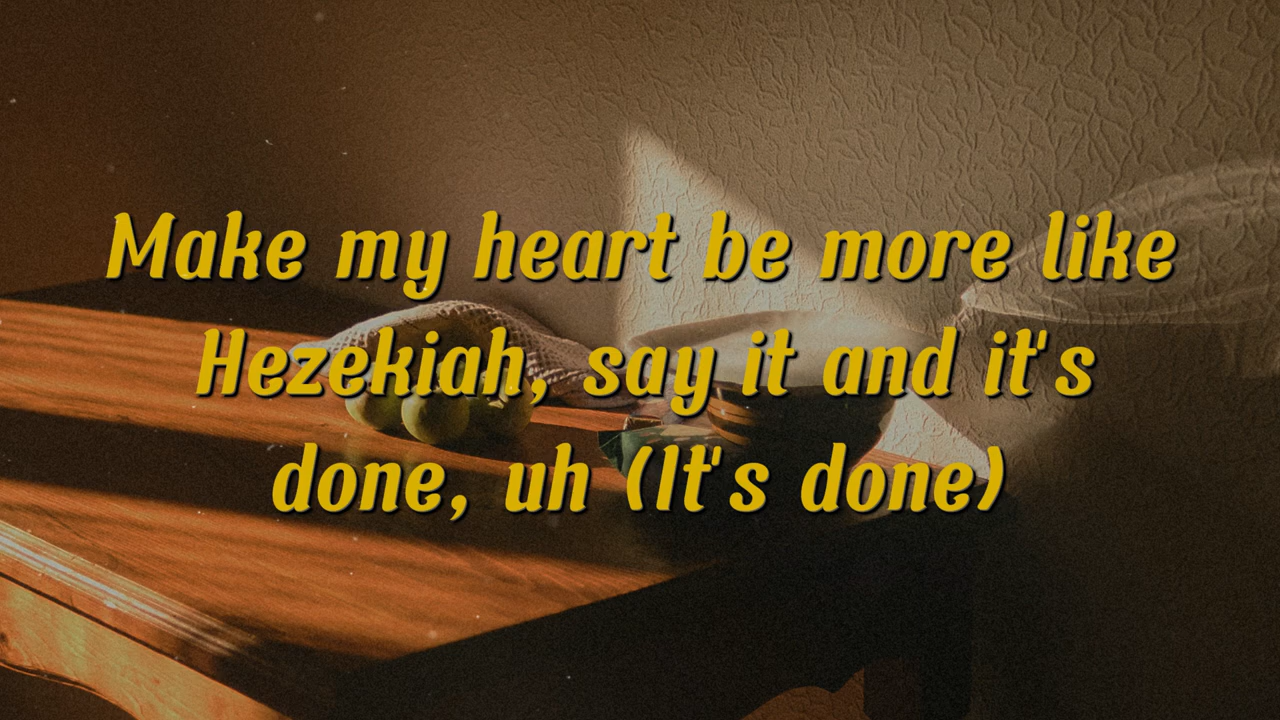 Make my heart be more like
Hezekiah, say it and it's
done, uh (It's done)